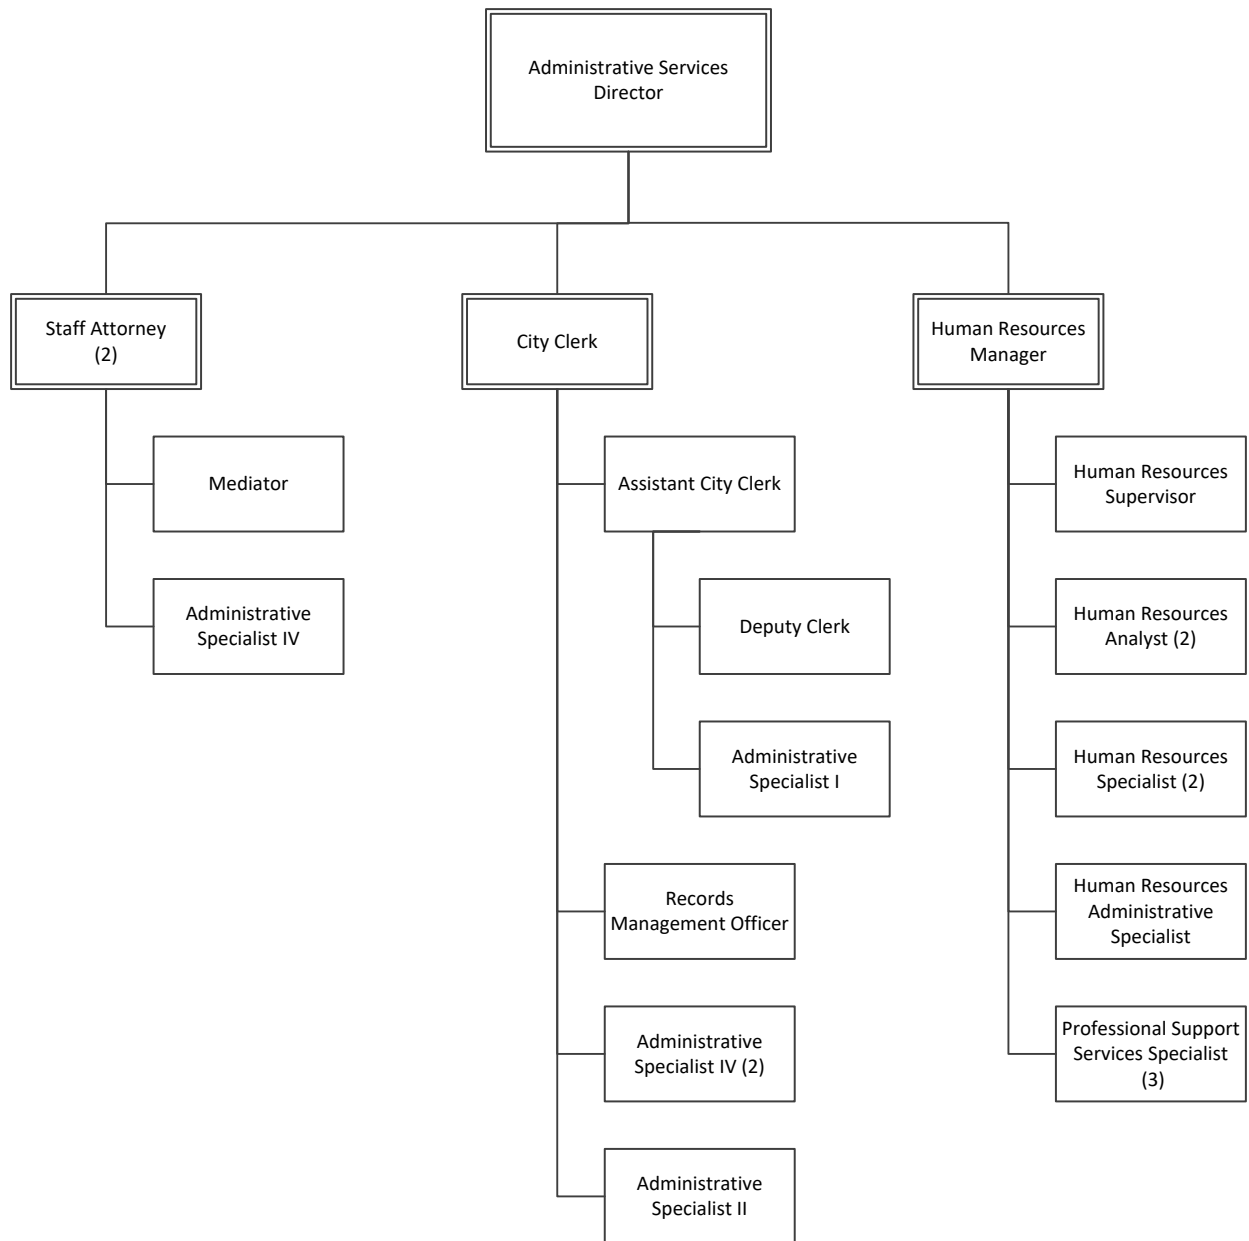 Administrative Services
Director
Staff Attorney
(2)
City Clerk
Human Resources
Manager
Mediator
Administrative
Specialist IV
Assistant City Clerk
Deputy Clerk
Administrative
Specialist I
Records
Management Officer
Administrative
Specialist IV (2)
Administrative
Specialist II
Human Resources
Supervisor
Human Resources
Analyst (2)
Human Resources
Specialist (2)
Human Resources
Administrative
Specialist
Professional Support
Services Specialist
(3)